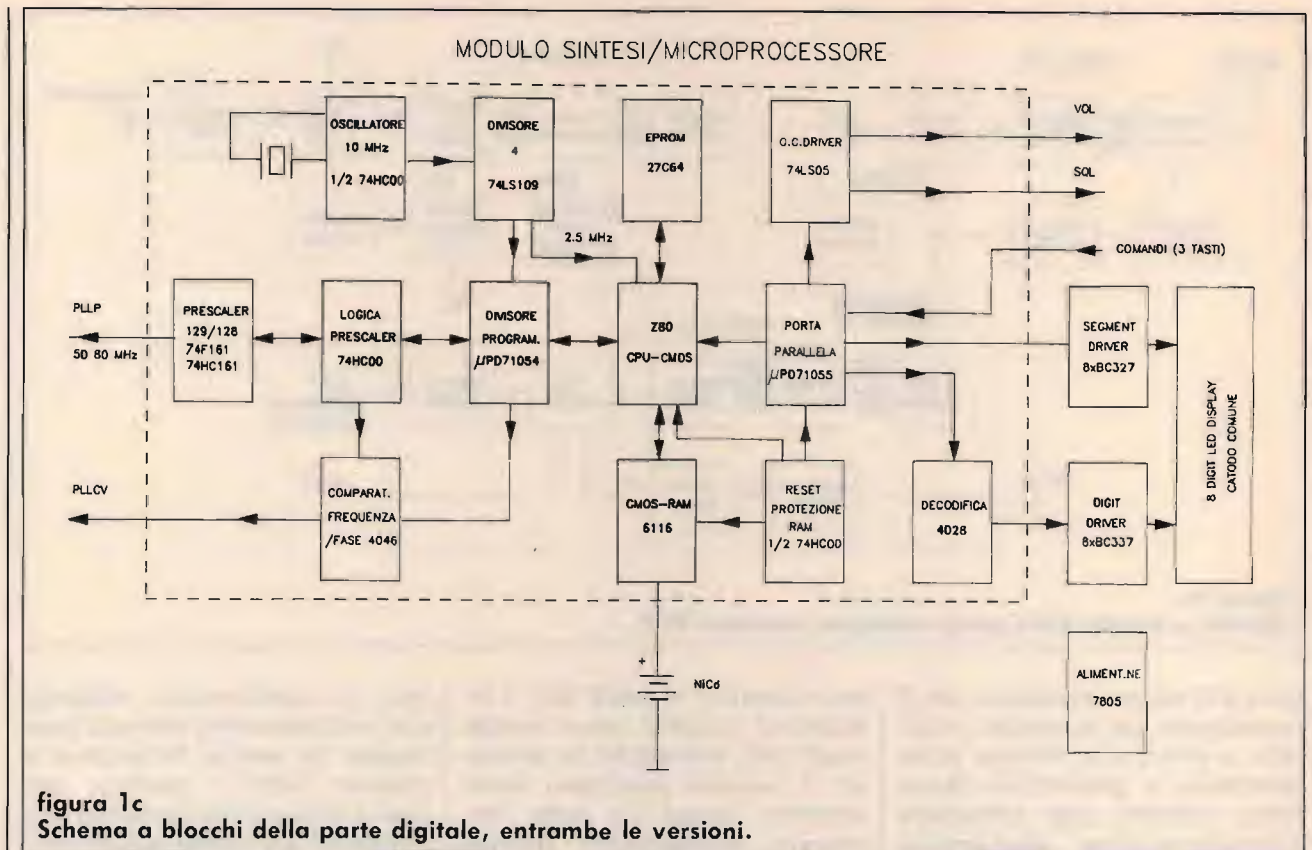 MODULO SINTESI/MICROPROCESSORE
OSCILLATORE
10 MHz
1/2 74HC00
DIVISORE
4
74LS109
EPROM
27C64
O.C.DRIVER
74LS05
VOL
SQL
2.5 MHz
COMANDI (3 TASTI)
PLLP
50 80 MHz
PRESCALER
129/128
74F161
74HC161
LOGICA
PRESCALER
74HC00
DIVISORE
PROGRAM.
µPD71054
Z80
CPU-CMOS
PORTA
PARALLELA
µPD71055
SEGMENT
DRIVER
8xBC327
8 DIGIT LED DISPLAY
CATODO COMUNE
PLLCV
COMPARAT.
FREQUENZA
/FASE 4046
CMOS-RAM
6116
RESET
PROTEZIONE
RAM
1/2 74HC00
DECODIFICA
4028
DIGIT
DRIVER
8xBC337
+
NiCd
ALIMENT.NE
7805
figura 1c
Schema a blocchi della parte digitale, entrambe le versioni.